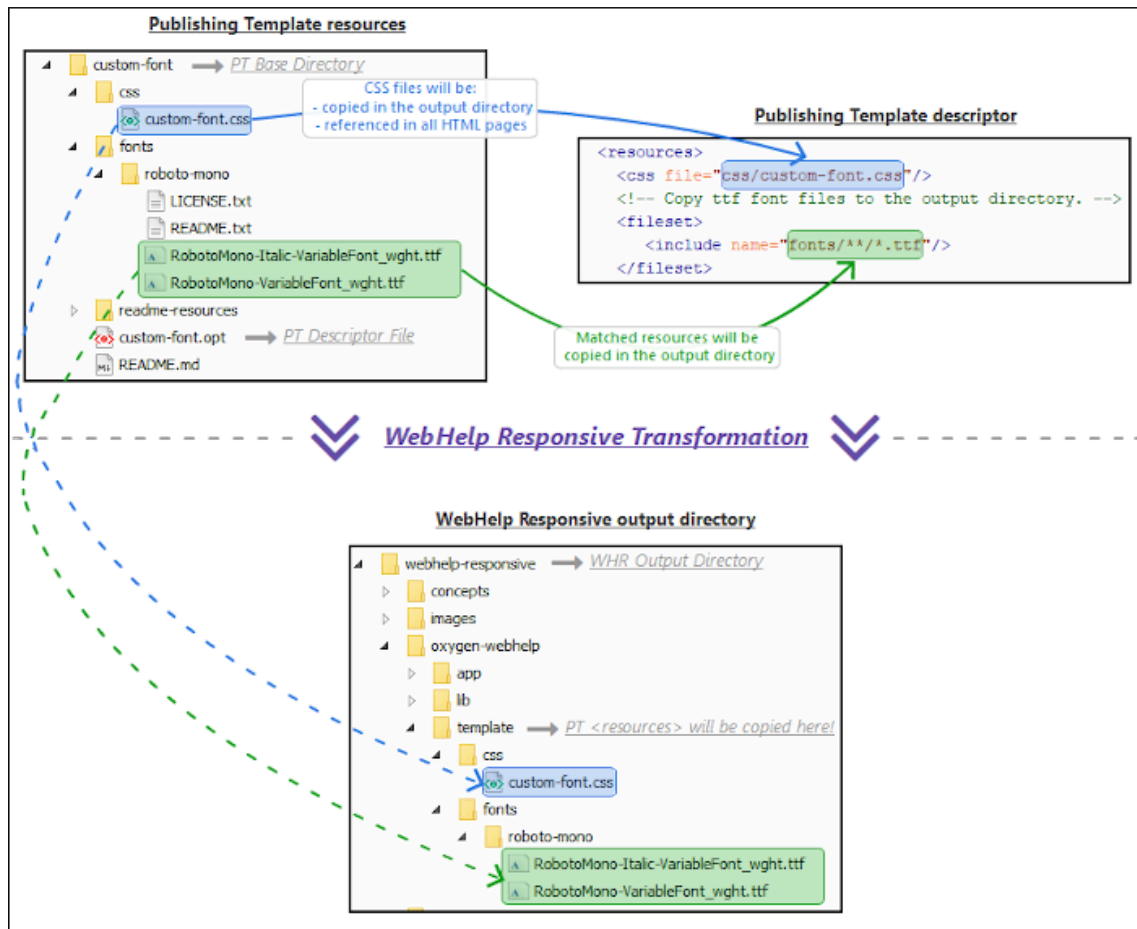 Publishing Template resources
custom-font
PT Base Directory
css
custom-font.css
fonts
roboto-mono
LICENSE.txt
README.txt
RobotoMono-Italic-VariableFont_wght.ttf
RobotoMono-VariableFont_wght.ttf
readme-resources
custom-font.opt
PT Descriptor File
README.md
CSS files will be:
- copied in the output directory
- referenced in all HTML pages
Publishing Template descriptor
<resources>
<css file="css/custom-font.css"/>
<!-- Copy ttf font files to the output directory. -->
<fileset>
<include name="fonts/**/*.ttf"/>
</fileset>
Matched resources will be
copied in the output directory
WebHelp Responsive Transformation
WebHelp Responsive output directory
webhelp-responsive
WHR Output Directory
concepts
images
oxygen-webhelp
app
lib
template
PT <resources> will be copied here!
css
custom-font.css
fonts
roboto-mono
RobotoMono-Italic-VariableFont_wght.ttf
RobotoMono-VariableFont_wght.ttf